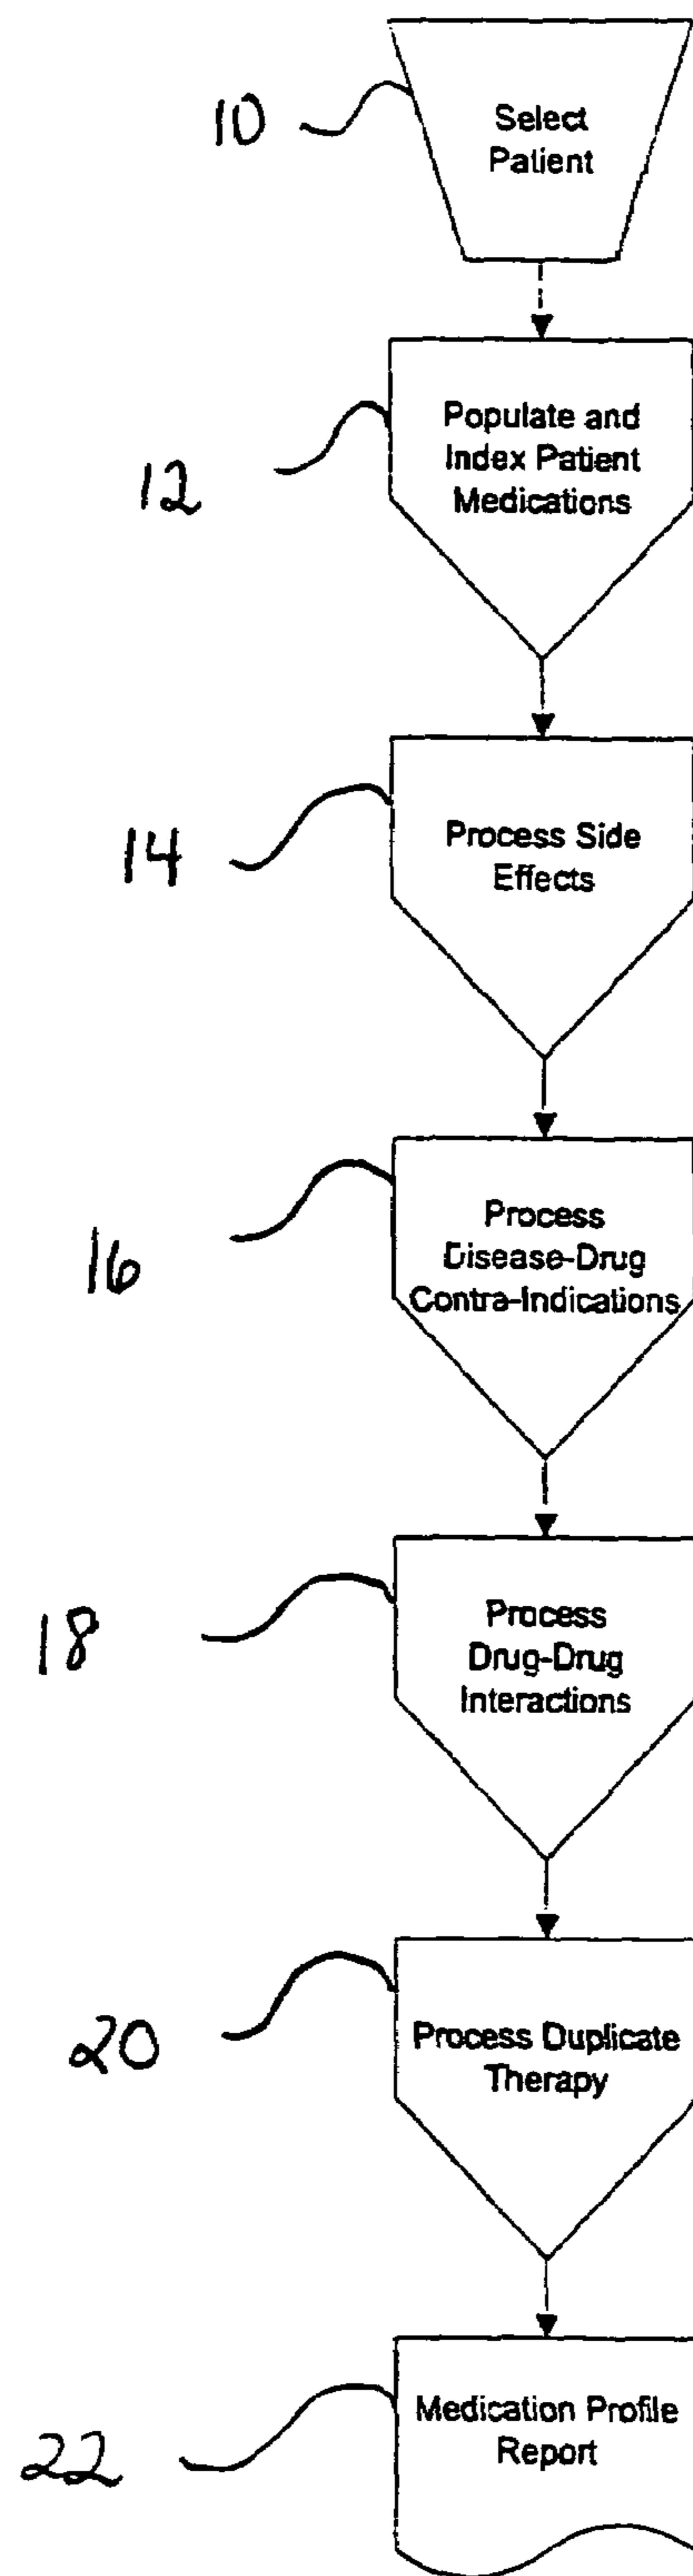 10
Select
Patient
12
Populate and
Index Patient
Medications
14
Process Side
Effects
16
Process
Disease-Drug
Contra-Indications
18
Process
Drug-Drug
Interactions
20
Process Duplicate
Therapy
22
Medication Profile
Report